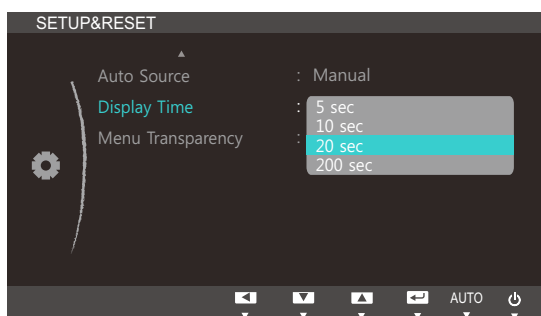 SETUP&RESET
Auto Source : Manual
Display Time : 5 sec
10 sec
Menu Transparency : 20 sec
200 sec
AUTO